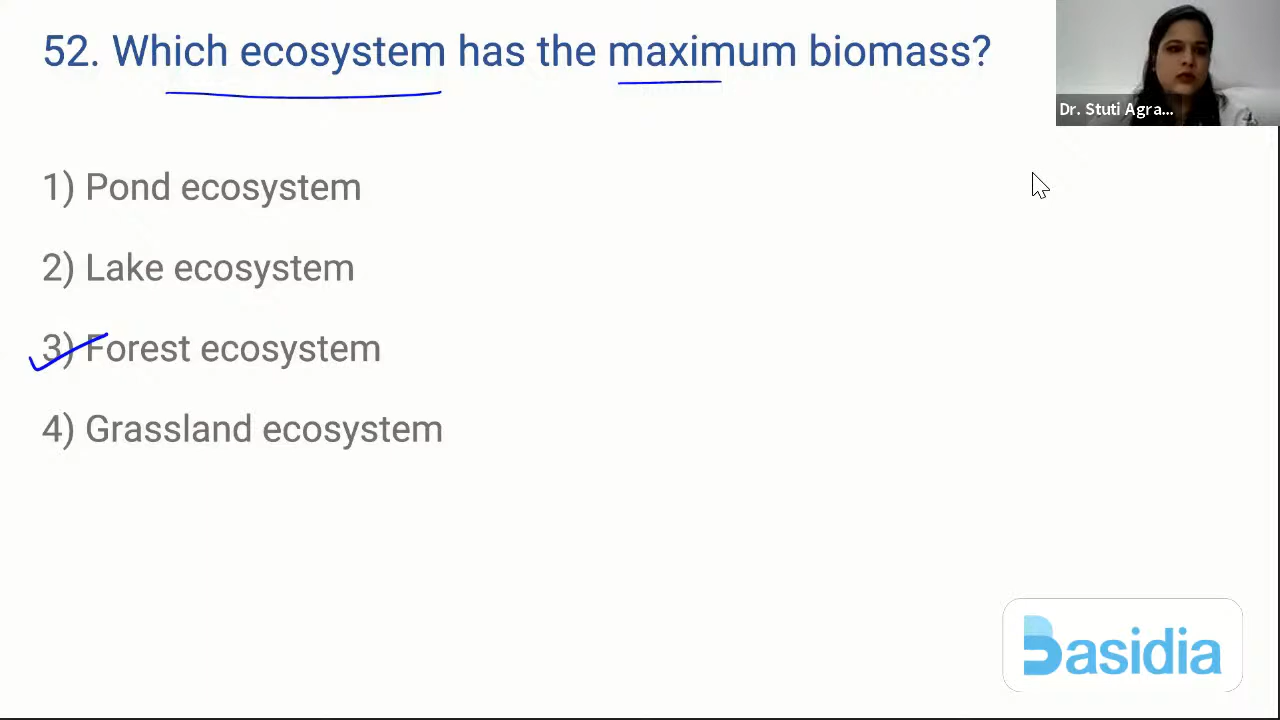 52. Which ecosystem has the maximum biomass?
Dr. Stuti Agra...
1) Pond ecosystem
2) Lake ecosystem
3) Forest ecosystem
4) Grassland ecosystem
Basidia